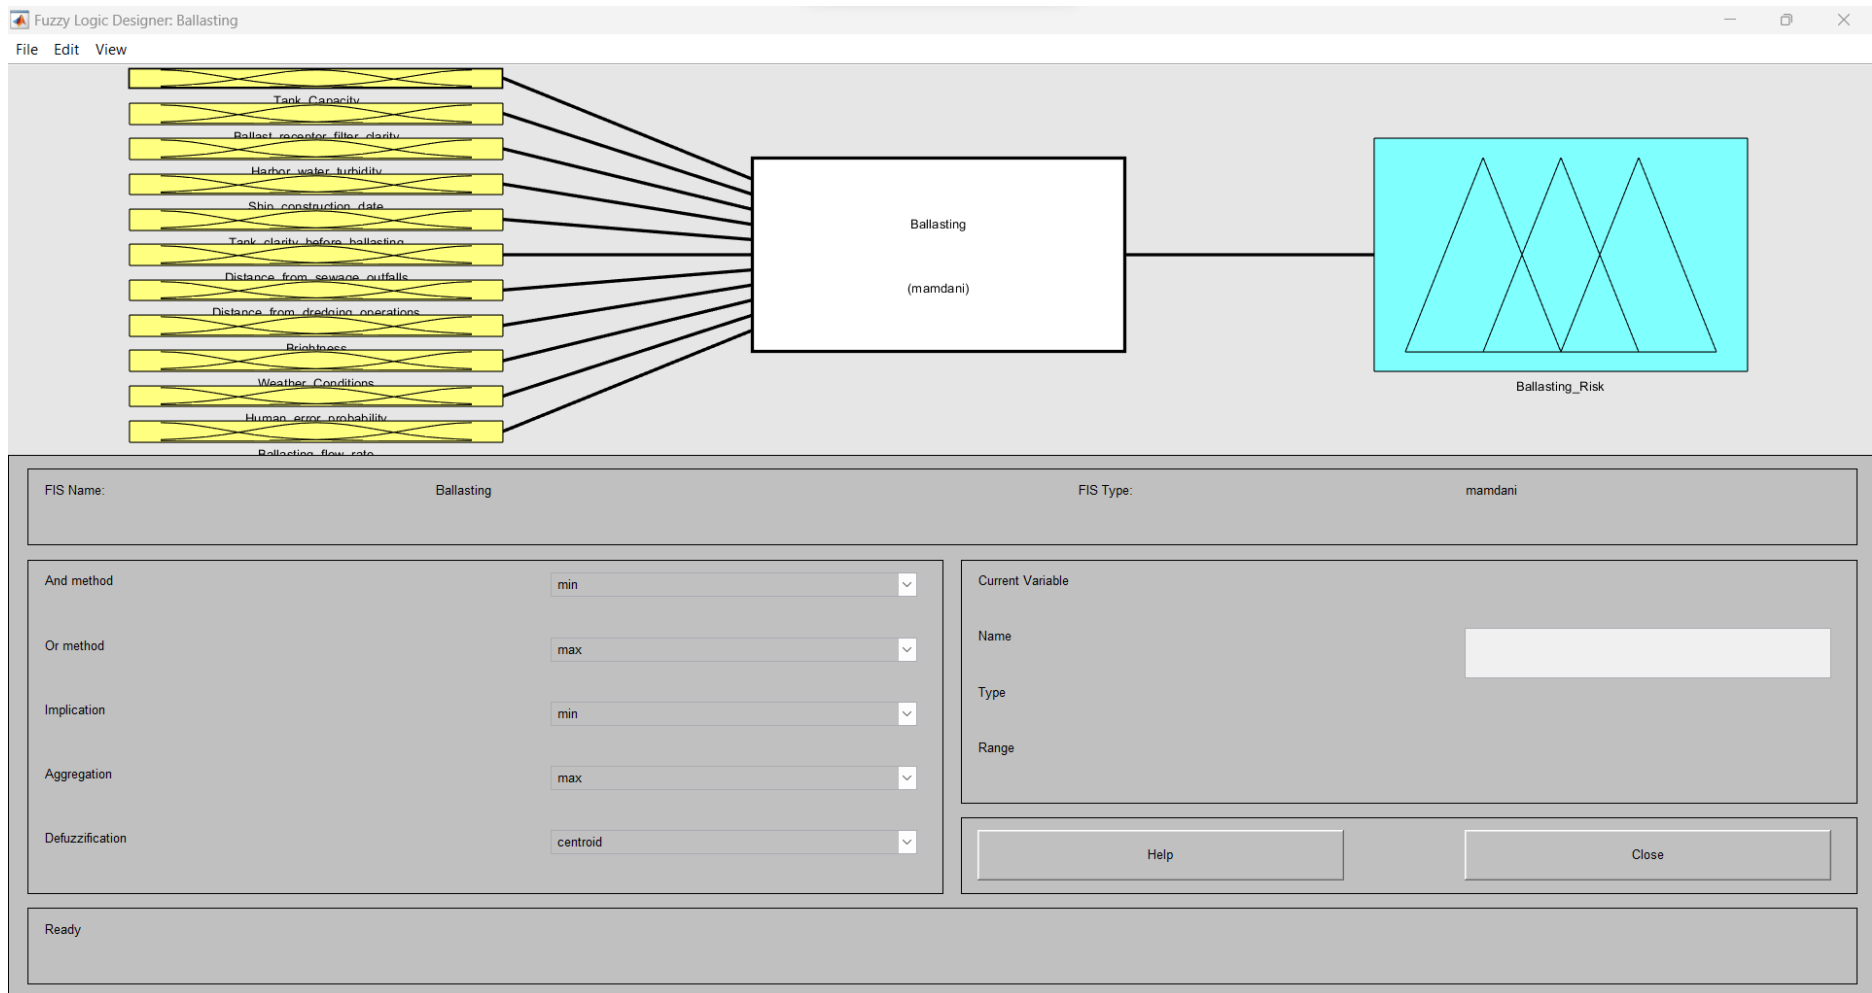 Fuzzy Logic Designer: Ballasting
File Edit View
Tank_Capacity
Ballast_receptor_filter_clarity
Harbor_water_turbidity
Ship_construction_date
Tank_clarity_before_ballasting
Distance_from_sewage_outfalls
Distance_from_dredging_operations
Brightness
Weather_Conditions
Human_error_probability
Ballasting_flow_rate
Ballasting
(mamdani)
Ballasting_Risk
FIS Name: Ballasting FIS Type: mamdani
And method min
Or method max
Implication min
Aggregation max
Defuzzification centroid
Current Variable
Name
Type
Range
Help Close
Ready